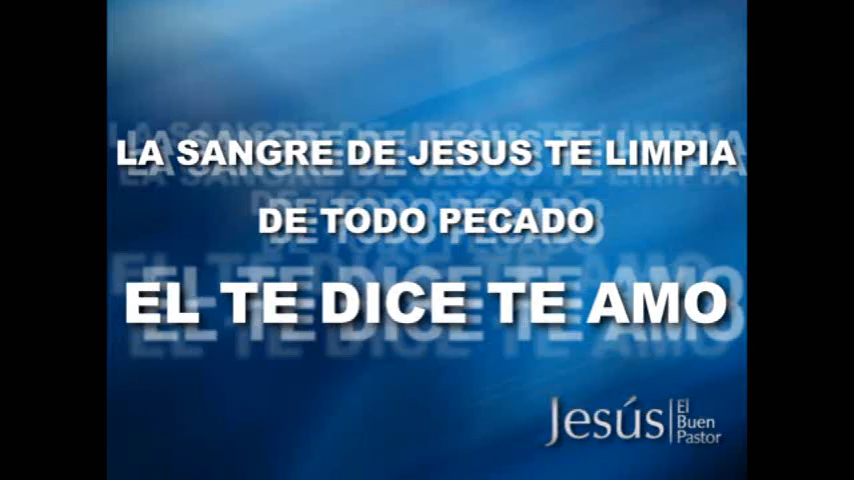 LA SANGRE DE JESUS TE LIMPIA
DE TODO PECADO
EL TE DICE TE AMO
Jesús
El
Buen
Pastor